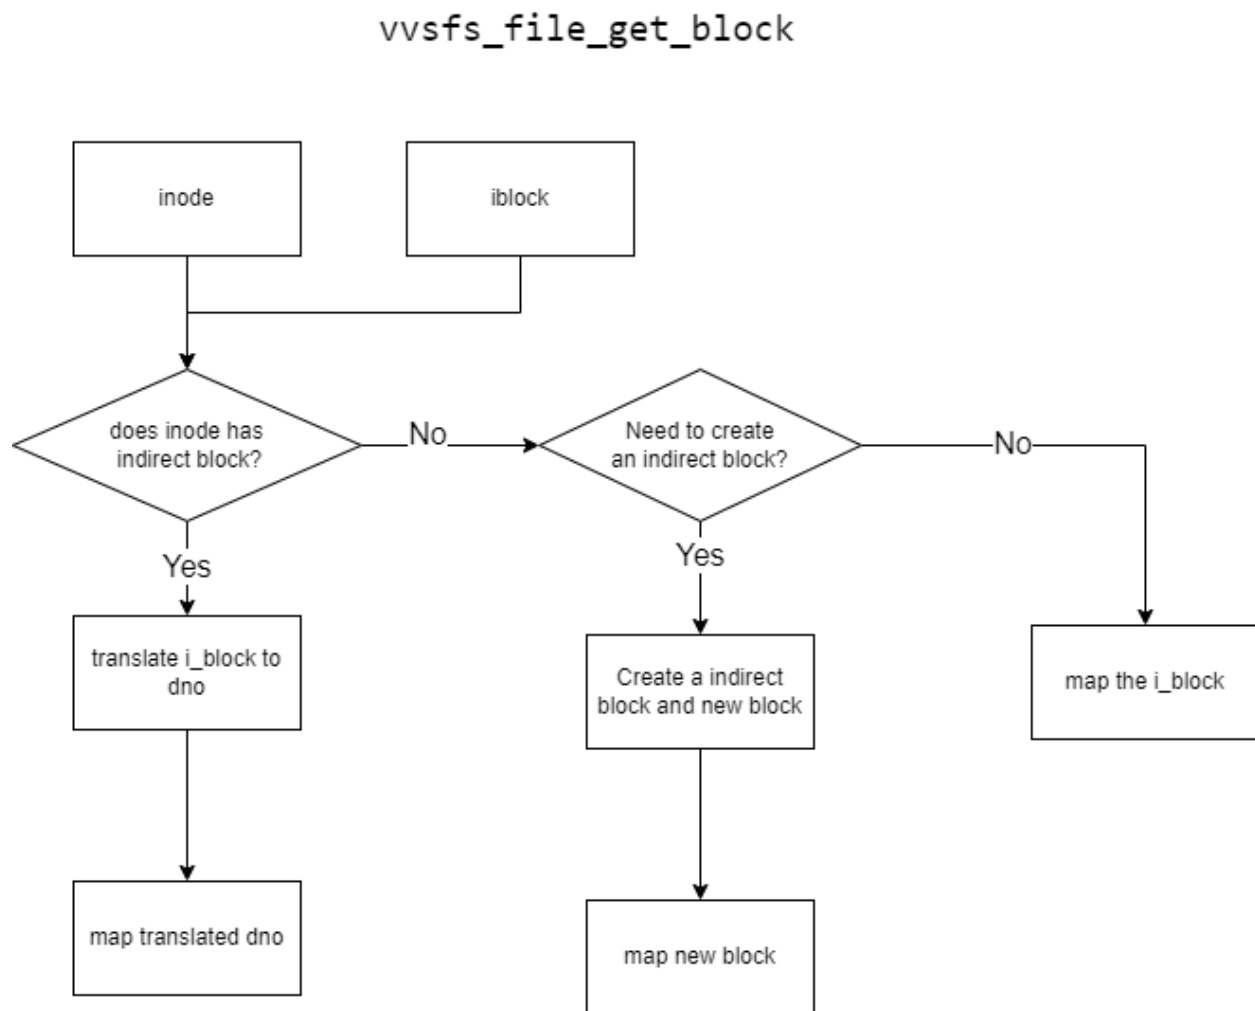 vvsfs_file_get_block
inode
iblock
does inode has
indirect block?
No
Need to create
an indirect block?
No
Yes
Yes
translate i_block to
dno
Create a indirect
block and new block
map the i_block
map translated dno
map new block